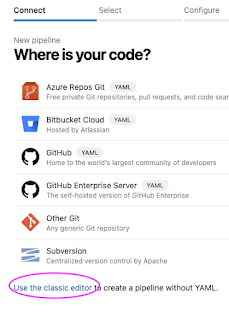 Connect Select Configure
New pipeline
Where is your code?
Azure Repos Git YAML
Free private Git repositories, pull requests, and code sear
Bitbucket Cloud YAML
Hosted by Atlassian
GitHub YAML
Home to the world's largest community of developers
GitHub Enterprise Server YAML
The self-hosted version of GitHub Enterprise
Other Git
Any generic Git repository
Subversion
Centralized version control by Apache
Use the classic editor to create a pipeline without YAML.